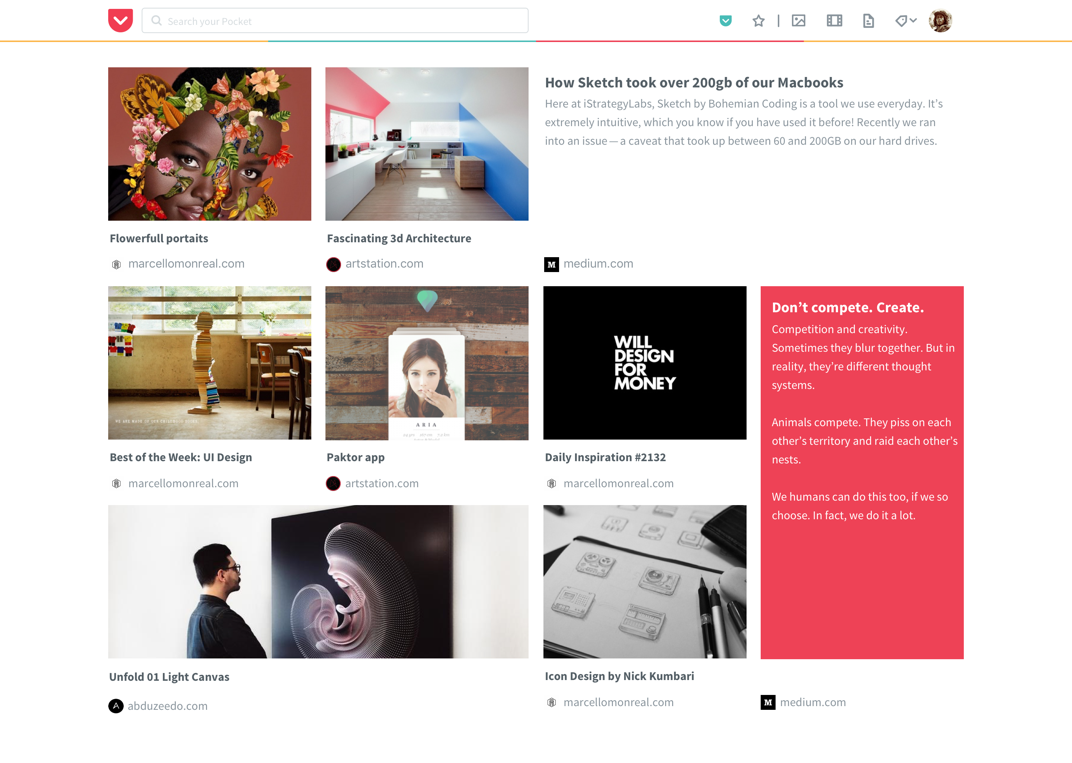 Search your Pocket
How Sketch took over 200gb of our Macbooks
Here at iStrategyLabs, Sketch by Bohemian Coding is a tool we use everyday. It's
extremely intuitive, which you know if you have used it before! Recently we ran
into an issue — a caveat that took up between 60 and 200GB on our hard drives.
Flowerfull portaits
Fascinating 3d Architecture
marcellomonreal.com
artstation.com
M medium.com
WILL
DESIGN
FOR
MONEY
ARIA
Don't compete. Create.
Competition and creativity.
Sometimes they blur together. But in
reality, they're different thought
systems.
Animals compete. They piss on each
other's territory and raid each other's
nests.
We humans can do this too, if we so
choose. In fact, we do it a lot.
Best of the Week: UI Design
Paktor app
Daily Inspiration #2132
marcellomonreal.com
artstation.com
marcellomonreal.com
Unfold 01 Light Canvas
Icon Design by Nick Kumbari
abduzeedo.com
marcellomonreal.com
M medium.com